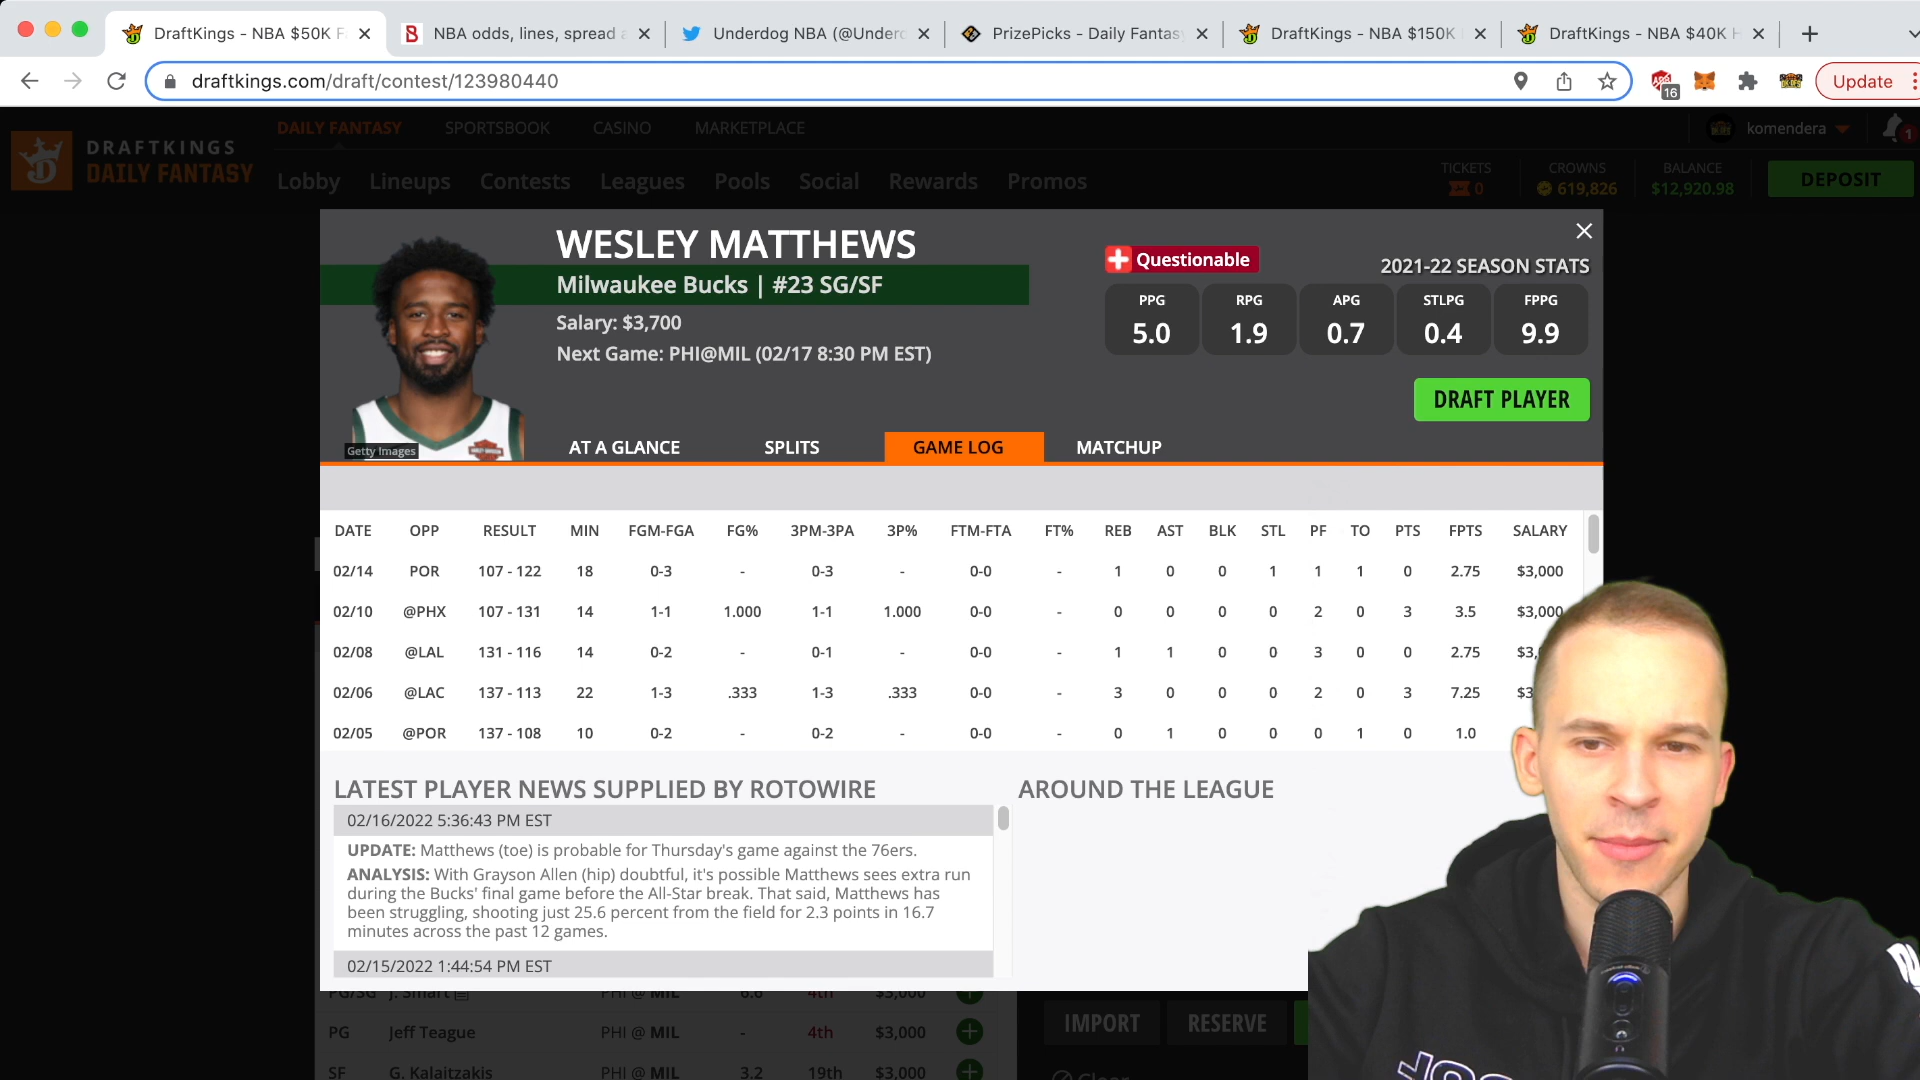 DraftKings - NBA $50K F
NBA odds, lines, spread a
Underdog NBA (@Underd
PrizePicks - Daily Fantasy
DraftKings - NBA $150K
DraftKings - NBA $40K H
draftkings.com/draft/contest/123980440
16
Update
DRAFTKINGS
DAILY FANTASY
DAILY FANTASY SPORTSBOOK CASINO MARKETPLACE
komendera
1
Lobby Lineups Contests Leagues Pools Social Rewards Promos
TICKETS
0
CROWNS
619,826
BALANCE
$12,920.98
DEPOSIT
WESLEY MATTHEWS
Milwaukee Bucks | #23 SG/SF
Salary: $3,700
Next Game: PHI@MIL (02/17 8:30 PM EST)
Questionable
2021-22 SEASON STATS
PPG RPG APG STLPG FPPG
5.0 1.9 0.7 0.4 9.9
DRAFT PLAYER
Getty Images
AT A GLANCE SPLITS GAME LOG MATCHUP
DATE OPP RESULT MIN FGM-FGA FG% 3PM-3PA 3P% FTM-FTA FT% REB AST BLK STL PF TO PTS FPTS SALARY
02/14 POR 107 - 122 18 0-3 - 0-3 - 0-0 - 1 0 0 1 1 1 0 2.75 $3,000
02/10 @PHX 107 - 131 14 1-1 1.000 1-1 1.000 0-0 - 0 0 0 0 2 0 3 3.5 $3,000
02/08 @LAL 131 - 116 14 0-2 - 0-1 - 0-0 - 1 1 0 0 3 0 0 2.75 $3,
02/06 @LAC 137 - 113 22 1-3 .333 1-3 .333 0-0 - 3 0 0 0 2 0 3 7.25 $3
02/05 @POR 137 - 108 10 0-2 - 0-2 - 0-0 - 0 1 0 0 0 1 0 1.0
LATEST PLAYER NEWS SUPPLIED BY ROTOWIRE
AROUND THE LEAGUE
02/16/2022 5:36:43 PM EST
UPDATE: Matthews (toe) is probable for Thursday's game against the 76ers.
ANALYSIS: With Grayson Allen (hip) doubtful, it's possible Matthews sees extra run
during the Bucks' final game before the All-Star break. That said, Matthews has
been struggling, shooting just 25.6 percent from the field for 2.3 points in 16.7
minutes across the past 12 games.
02/15/2022 1:44:54 PM EST
PG/SG J. Smart PHI @ MIL 6.6 4th $3,000
PG Jeff Teague PHI @ MIL - 4th $3,000
SF G. Kalaitzakis PHI @ MIL 3.2 19th $3,000
IMPORT RESERVE
Clear